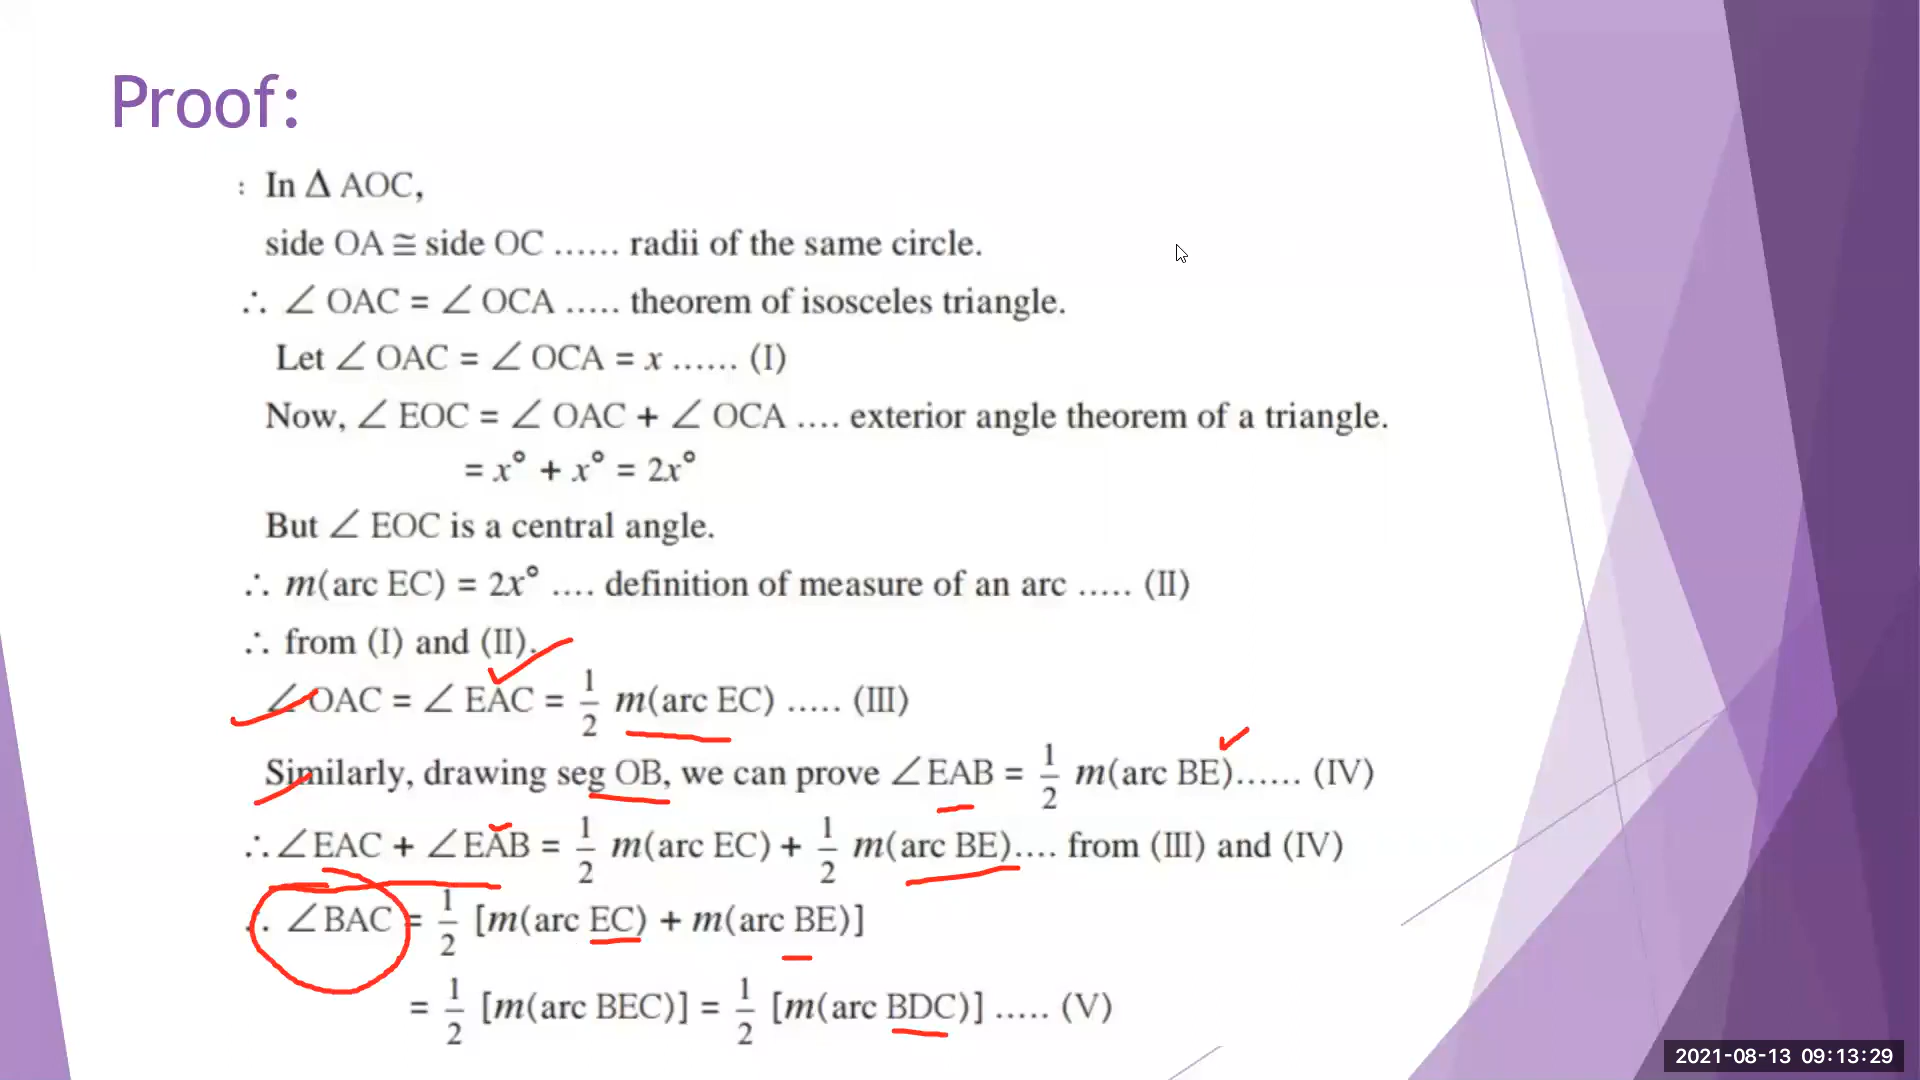 Proof:
: In Δ AOC,
side OA ≅ side OC ...... radii of the same circle.
∴ ∠ OAC = ∠ OCA ..... theorem of isosceles triangle.
Let ∠ OAC = ∠ OCA = x ...... (I)
Now, ∠ EOC = ∠ OAC + ∠ OCA .... exterior angle theorem of a triangle.
= x° + x° = 2x°
But ∠ EOC is a central angle.
∴ m(arc EC) = 2x° .... definition of measure of an arc ..... (II)
∴ from (I) and (II).
∠ OAC = ∠ EAC = 1/2 m(arc EC) ..... (III)
Similarly, drawing seg OB, we can prove ∠EAB = 1/2 m(arc BE)...... (IV)
∴ ∠EAC + ∠EAB = 1/2 m(arc EC) + 1/2 m(arc BE).... from (III) and (IV)
∴ ∠BAC = 1/2 [m(arc EC) + m(arc BE)]
= 1/2 [m(arc BEC)] = 1/2 [m(arc BDC)] ..... (V)
2021-08-13 09:13:29